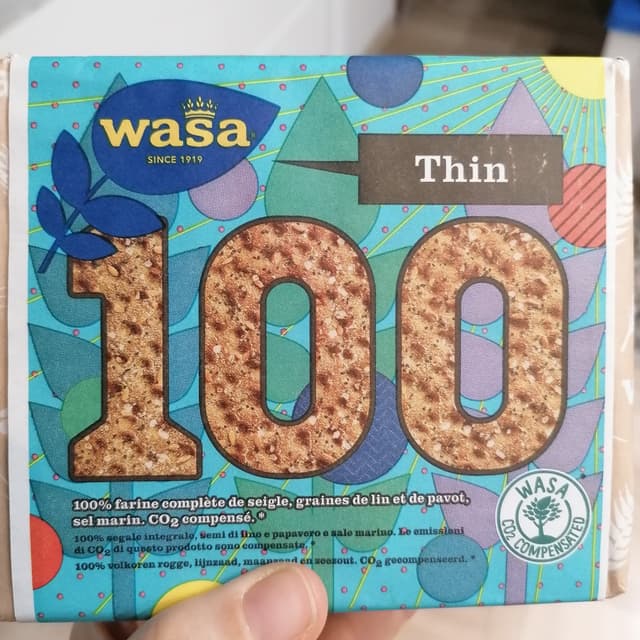 wasa
SINCE 1919
Thin
100
100% farine complète de seigle, graines de lin et de pavot,
sel marin. CO₂ compensé. *
100% segale integrale, semi di lino e papavero e sale marino. Le emissioni
di CO₂ di questo prodotto sono compensate. *
100% volkoren rogge, lijnzaad, maanzaad en zeezout. CO₂ gecompenseerd. *
WASA
CO₂ COMPENSATED